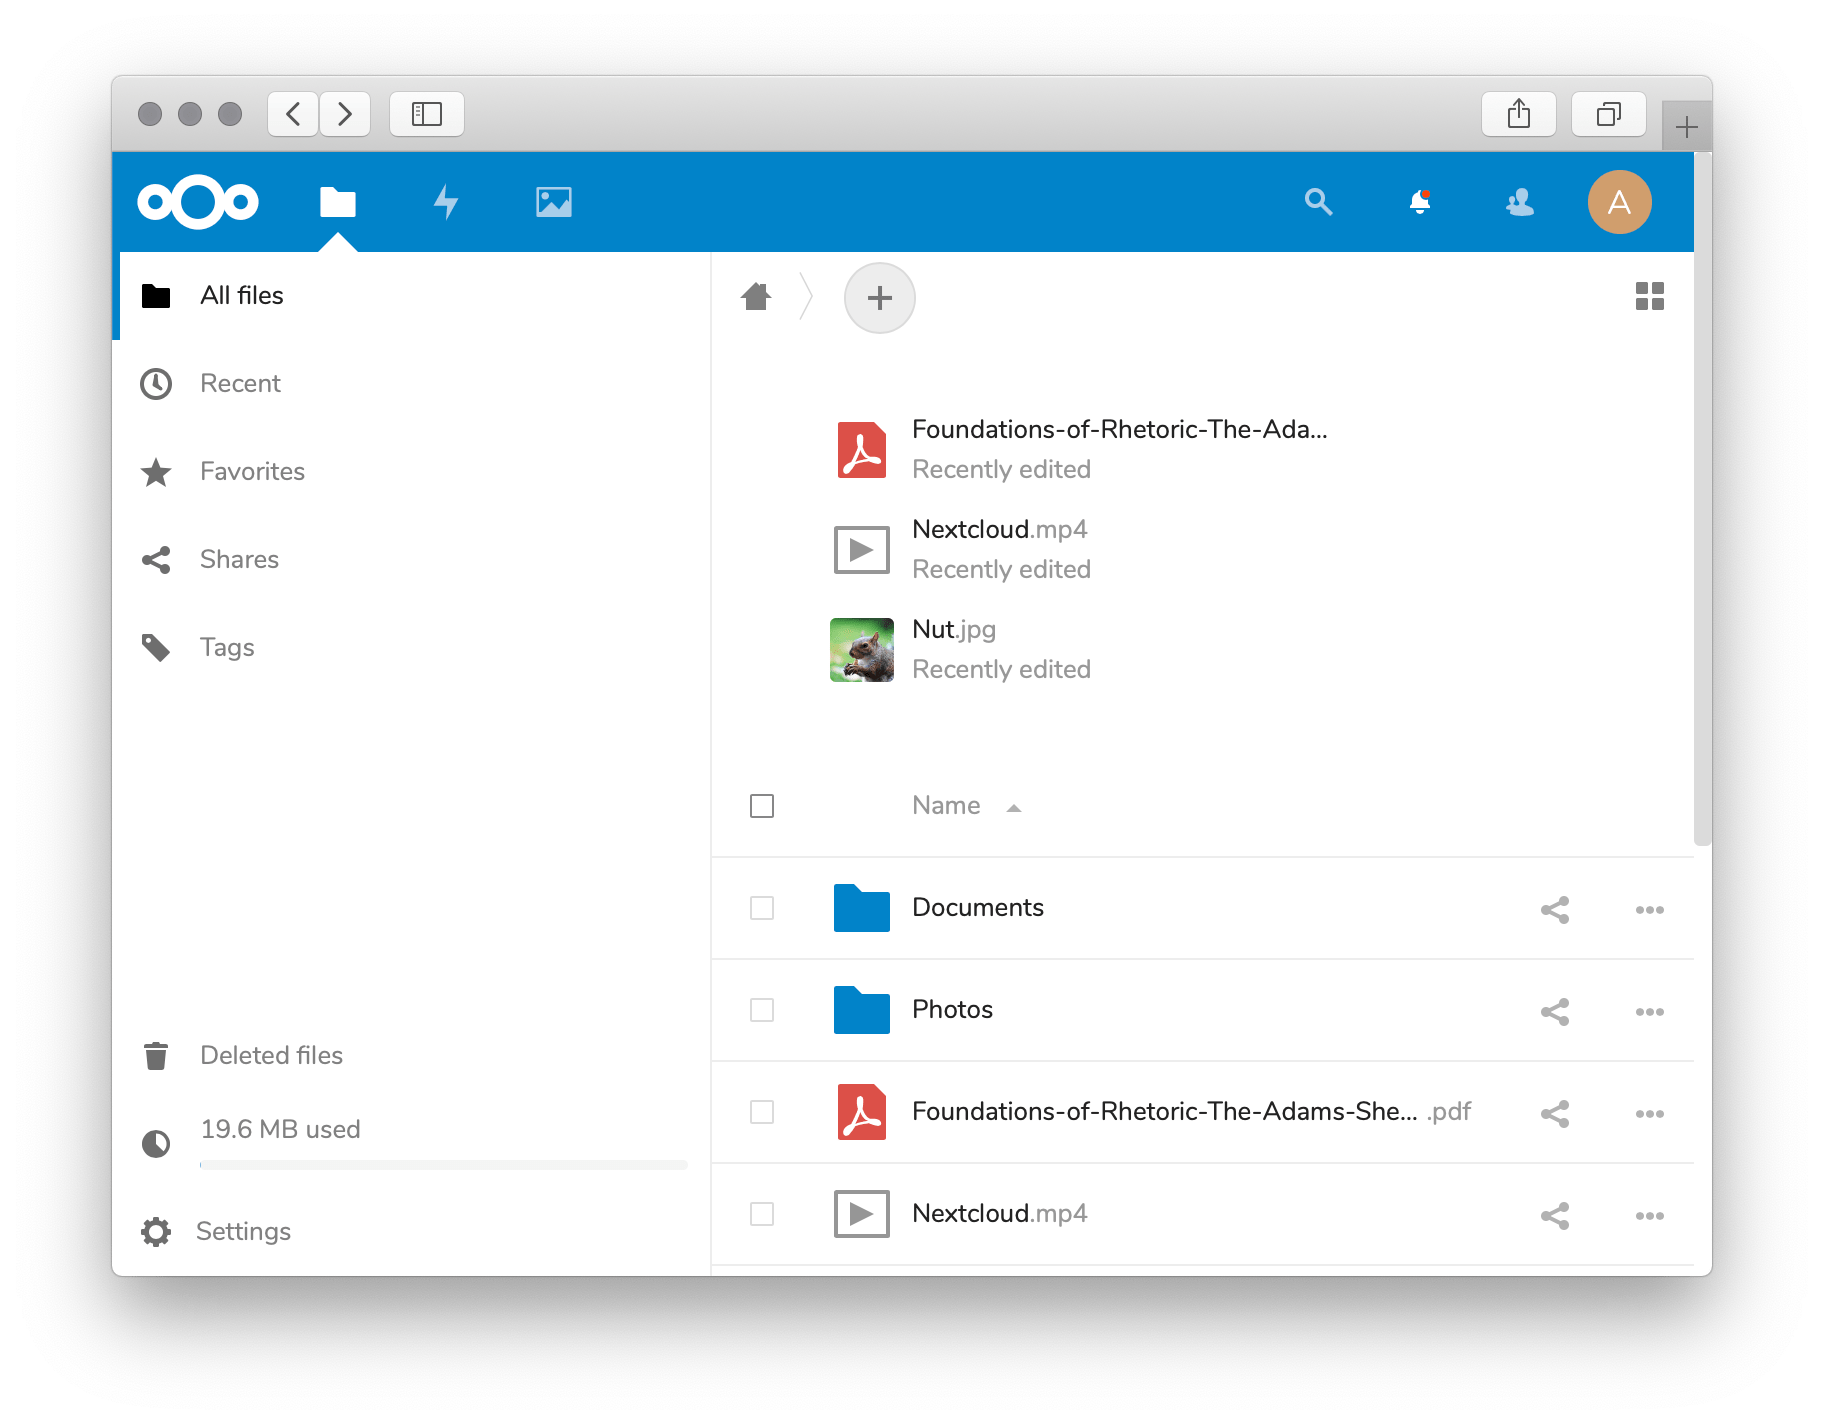 A
All files
Recent
Favorites
Shares
Tags
Deleted files
19.6 MB used
Settings
Foundations-of-Rhetoric-The-Ada...
Recently edited
Nextcloud.mp4
Recently edited
Nut.jpg
Recently edited
Name
Documents
Photos
Foundations-of-Rhetoric-The-Adams-She... .pdf
Nextcloud.mp4